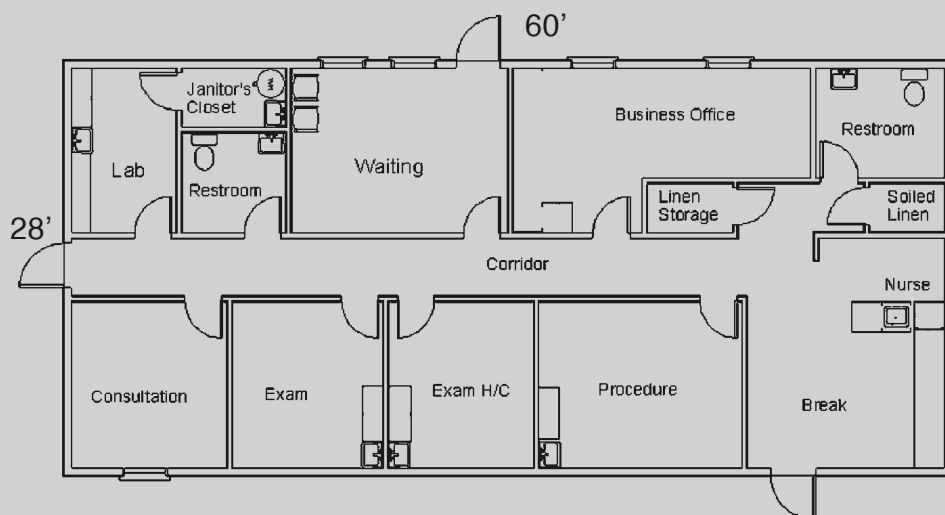 60’
Janitor's
Closet
Business Office
Restroom
Lab
Waiting
Restroom
Linen
Storage
Soiled
Linen
28’
Corridor
Nurse
Consultation
Exam
Exam H/C
Procedure
Break